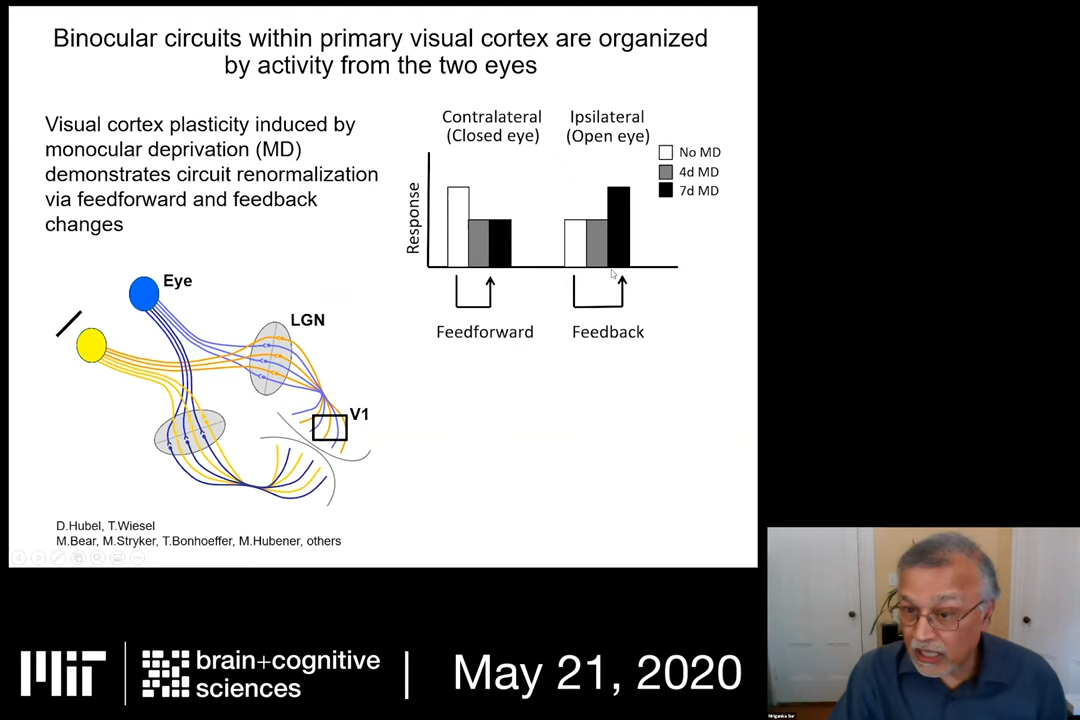 Binocular circuits within primary visual cortex are organized
by activity from the two eyes
Visual cortex plasticity induced by
monocular deprivation (MD)
demonstrates circuit renormalization
via feedforward and feedback
changes
Contralateral
(Closed eye)
Ipsilateral
(Open eye)
No MD
4d MD
7d MD
Response
Feedforward
Feedback
Eye
LGN
V1
D.Hubel, T.Wiesel
M.Bear, M.Stryker, T.Bonhoeffer, M.Hubener, others
MIT
brain+cognitive
sciences
May 21, 2020
Mriganka Sur